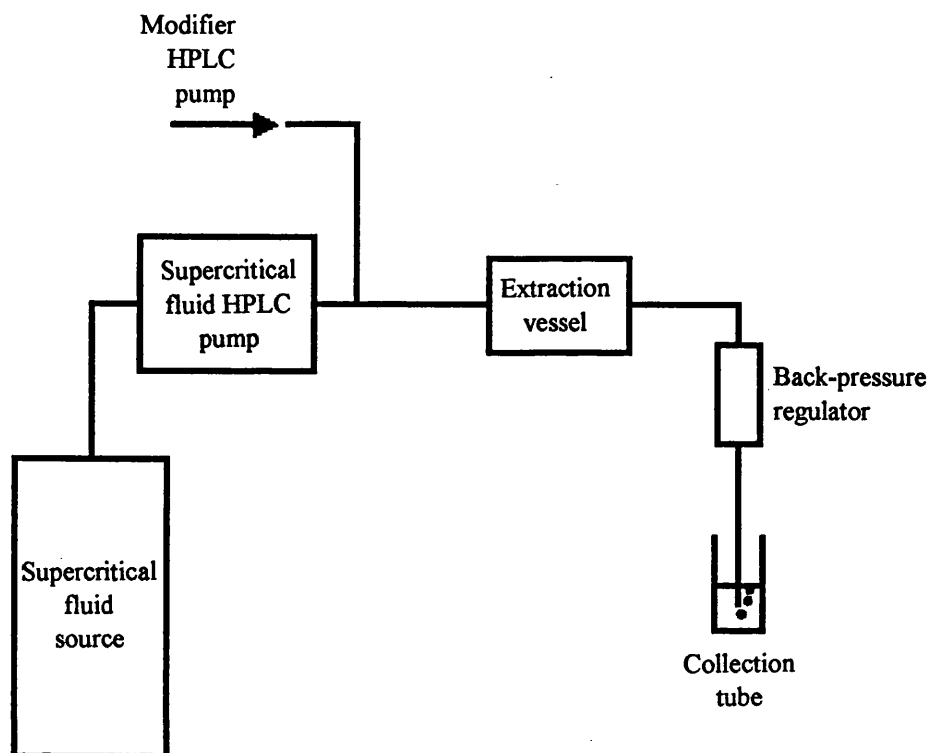 Modifier
HPLC
pump
Supercritical
fluid HPLC
pump
Extraction
vessel
Back-pressure
regulator
Supercritical
fluid
source
Collection
tube